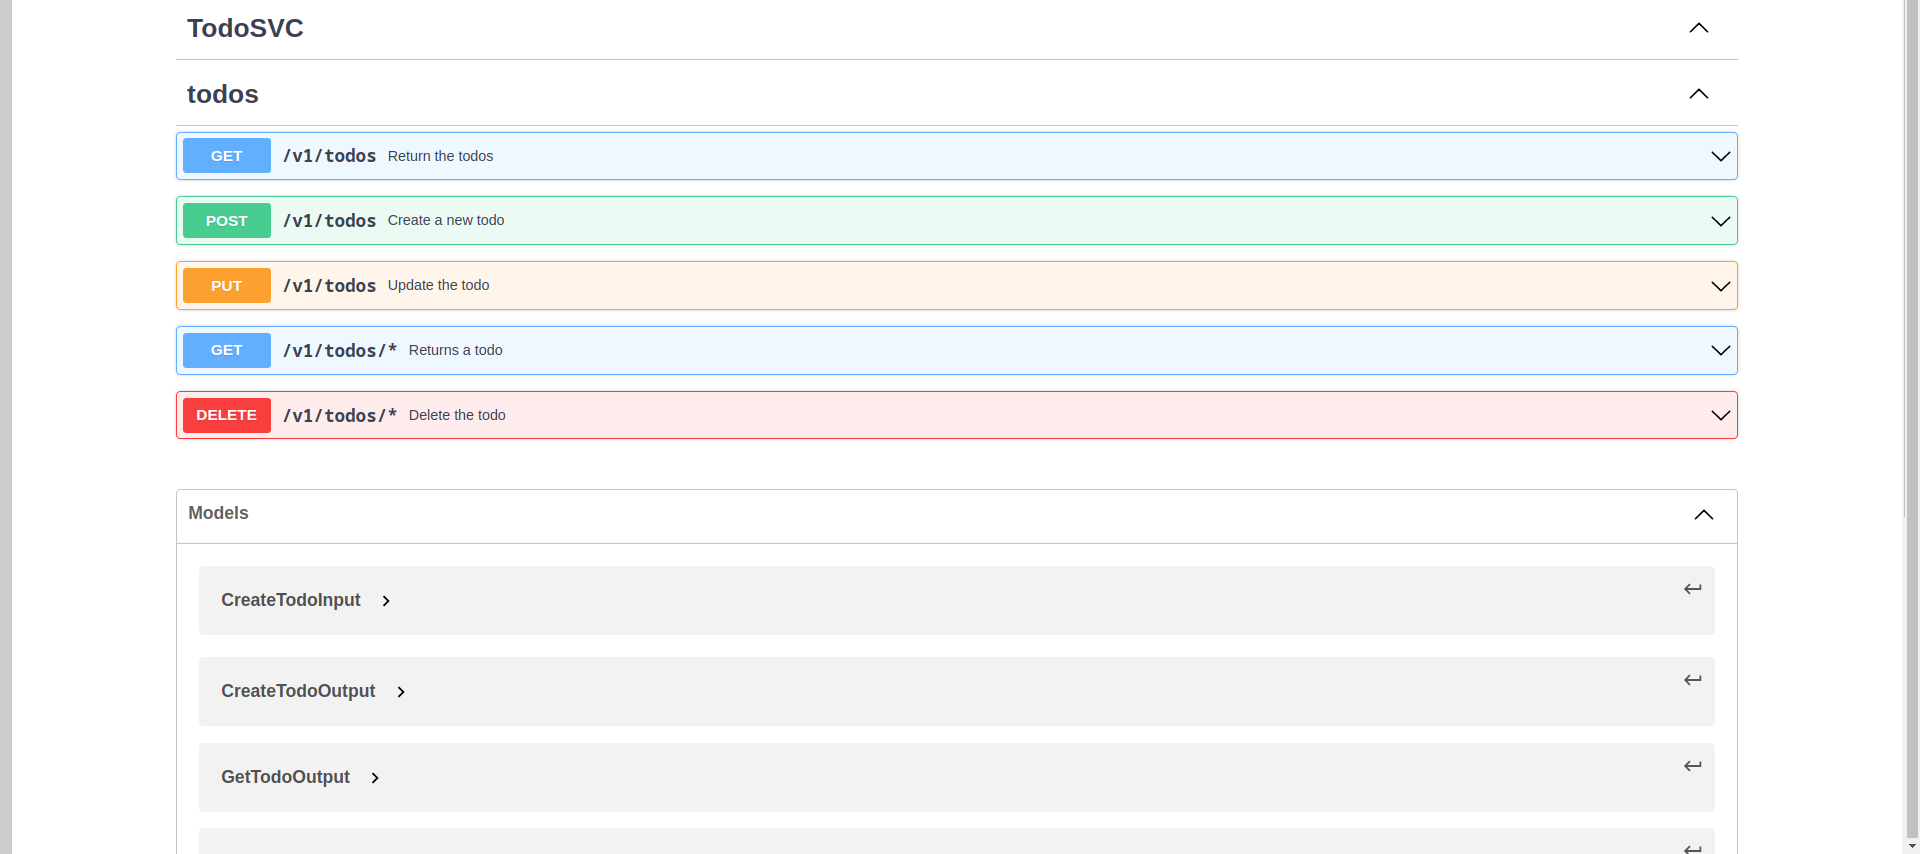 TodoSVC
todos
GET /v1/todos Return the todos
POST /v1/todos Create a new todo
PUT /v1/todos Update the todo
GET /v1/todos/* Returns a todo
DELETE /v1/todos/* Delete the todo
Models
CreateTodoInput
CreateTodoOutput
GetTodoOutput